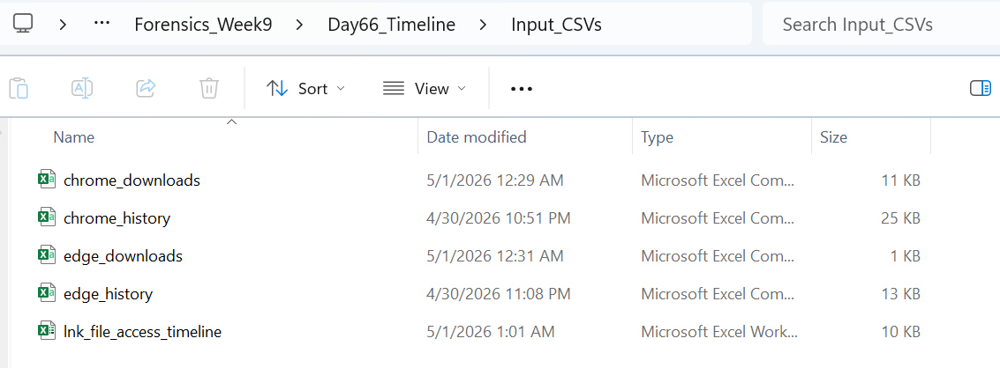 Forensics_Week9 > Day66_Timeline > Input_CSVs Search Input_CSVs
Sort View
Name Date modified Type Size
chrome_downloads 5/1/2026 12:29 AM Microsoft Excel Com... 11 KB
chrome_history 4/30/2026 10:51 PM Microsoft Excel Com... 25 KB
edge_downloads 5/1/2026 12:31 AM Microsoft Excel Com... 1 KB
edge_history 4/30/2026 11:08 PM Microsoft Excel Com... 13 KB
lnk_file_access_timeline 5/1/2026 1:01 AM Microsoft Excel Work... 10 KB